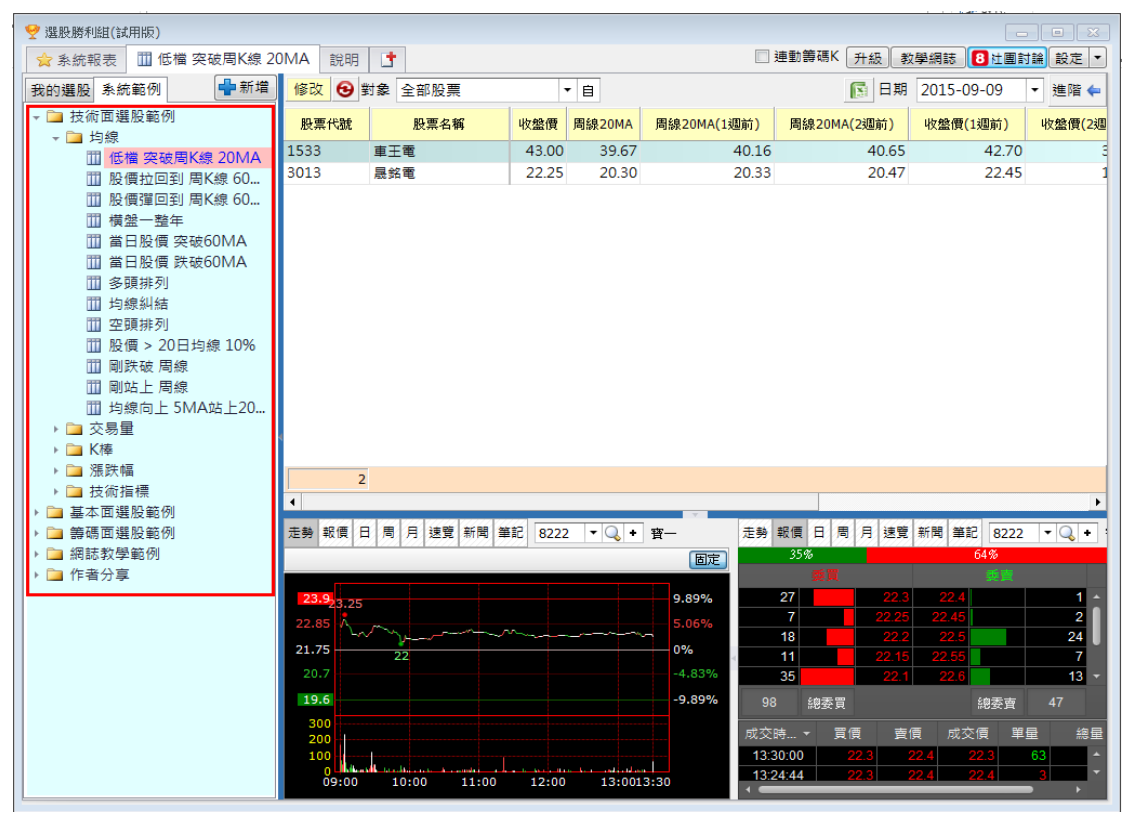 選股勝利組(試用版)
系統報表 低檔 突破周K線 20MA 說明 連動籌碼K 升級 教學網誌 8 社團討論 設定
我的選股 系統範例 新增 修改 對象 全部股票 自 日期 2015-09-09 進階
股票代號 股票名稱 收盤價 周線20MA 周線20MA(1週前) 周線20MA(2週前) 收盤價(1週前) 收盤價(2週
1533 車王電 43.00 39.67 40.16 40.65 42.70
3013 晟銘電 22.25 20.30 20.33 20.47 22.45
2
技術面選股範例
均線
低檔 突破周K線 20MA
股價拉回到 周K線 60...
股價彈回到 周K線 60...
橫盤一整年
當日股價 突破60MA
當日股價 跌破60MA
多頭排列
均線糾結
空頭排列
股價 > 20日均線 10%
剛跌破 周線
剛站上 周線
均線向上 5MA站上20...
交易量
K棒
漲跌幅
技術指標
基本面選股範例
籌碼面選股範例
網誌教學範例
作者分享
走勢 報價 日 周 月 速覽 新聞 筆記 8222 寶一
固定
23.9 23.25 9.89%
22.85 5.06%
21.75 0%
22
20.7 -4.83%
19.6 -9.89%
300
200
100
0
09:00 10:00 11:00 12:00 13:00 13:30
走勢 報價 日 周 月 速覽 新聞 筆記 8222
35% 64%
委買 委賣
27 22.3 22.4 1
7 22.25 22.45 2
18 22.2 22.5 24
11 22.15 22.55 7
35 22.1 22.6 13
98 總委買 總委賣 47
成交時... 買價 賣價 成交價 單量 總量
13:30:00 22.3 22.4 22.3 63
13:24:44 22.3 22.4 22.4 3